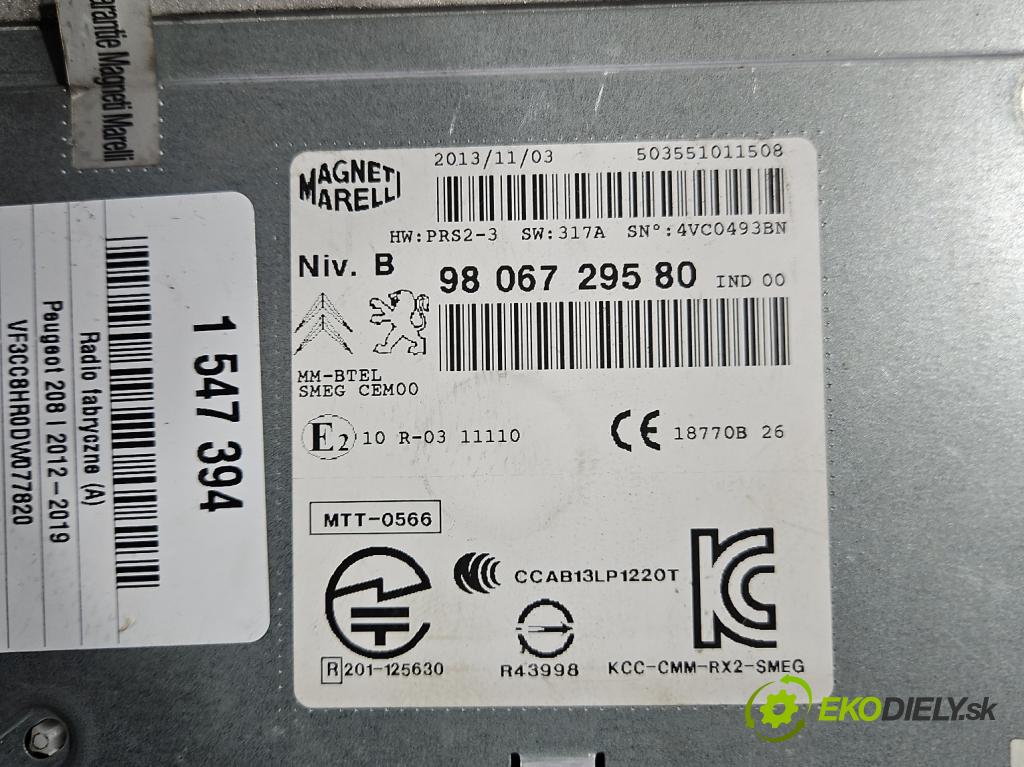 arantie Magneti Marelli
1 547 394
Radio fabryczne (A)
Peugeot 208 I 2012-2019
VF3CC8HR0DW077820
MAGNETI
MARELLI
2013/11/03 503551011508
HW:PRS2-3 SW:317A SN°:4VC0493BN
Niv. B 98 067 295 80 IND 00
MM-BTEL
SMEG CEM00
E2 10 R-03 11110 CE 18770B 26
MTT-0566
CCAB13LP1220T
R 201-125630 R43998 KCC-CMM-RX2-SMEG
EKODIELY.sk